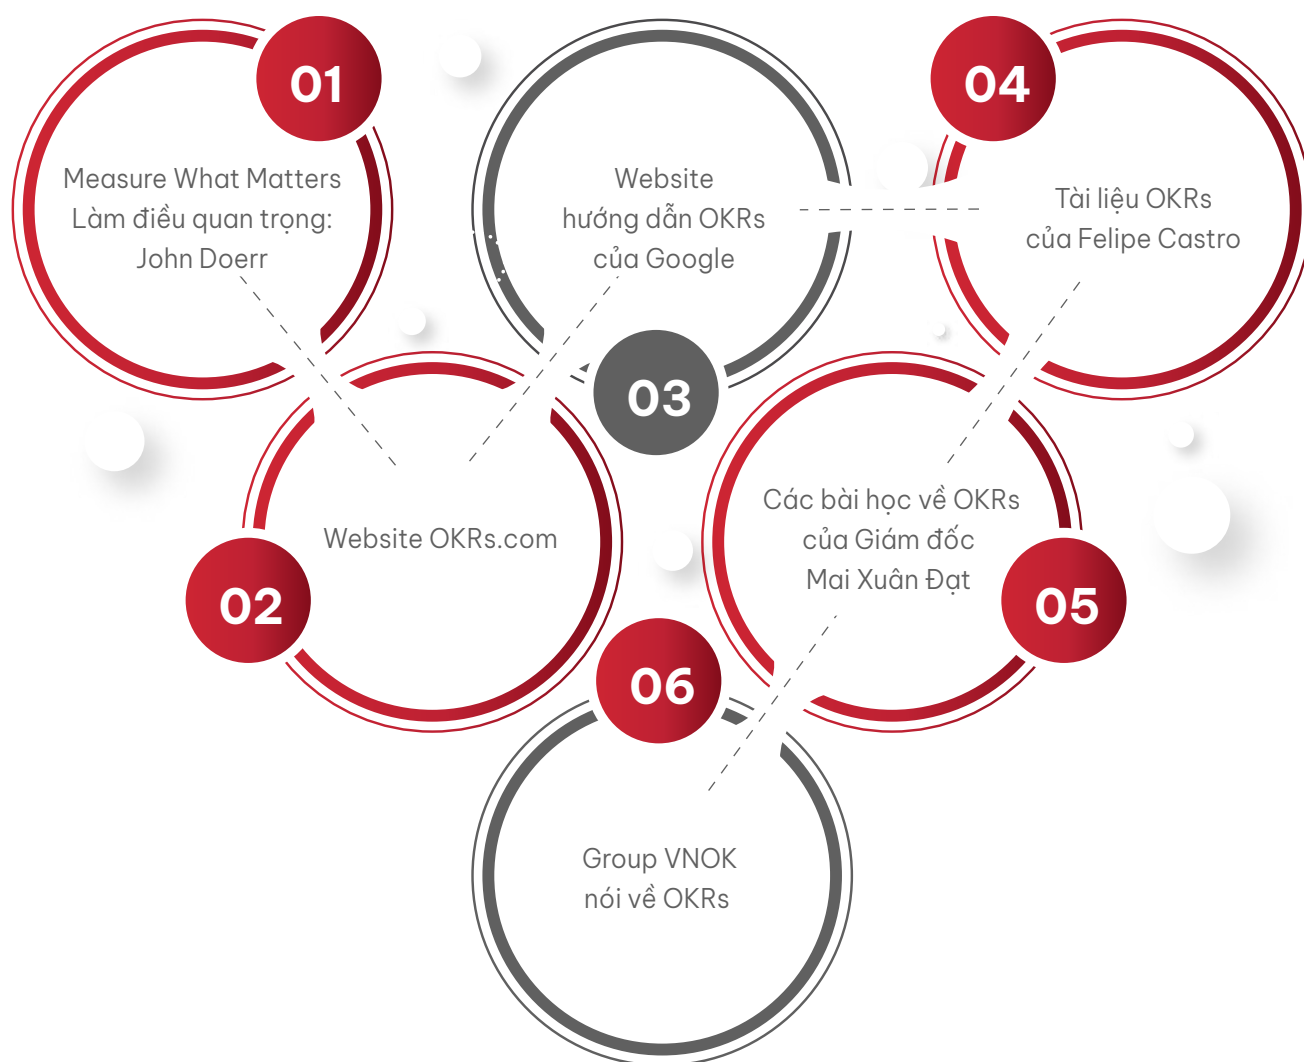 01
Measure What Matters
Làm điều quan trọng:
John Doerr
02
Website OKRs.com
03
Website
hướng dẫn OKRs
của Google
04
Tài liệu OKRs
của Felipe Castro
05
Các bài học về OKRs
của Giám đốc
Mai Xuân Đạt
06
Group VNOK
nói về OKRs